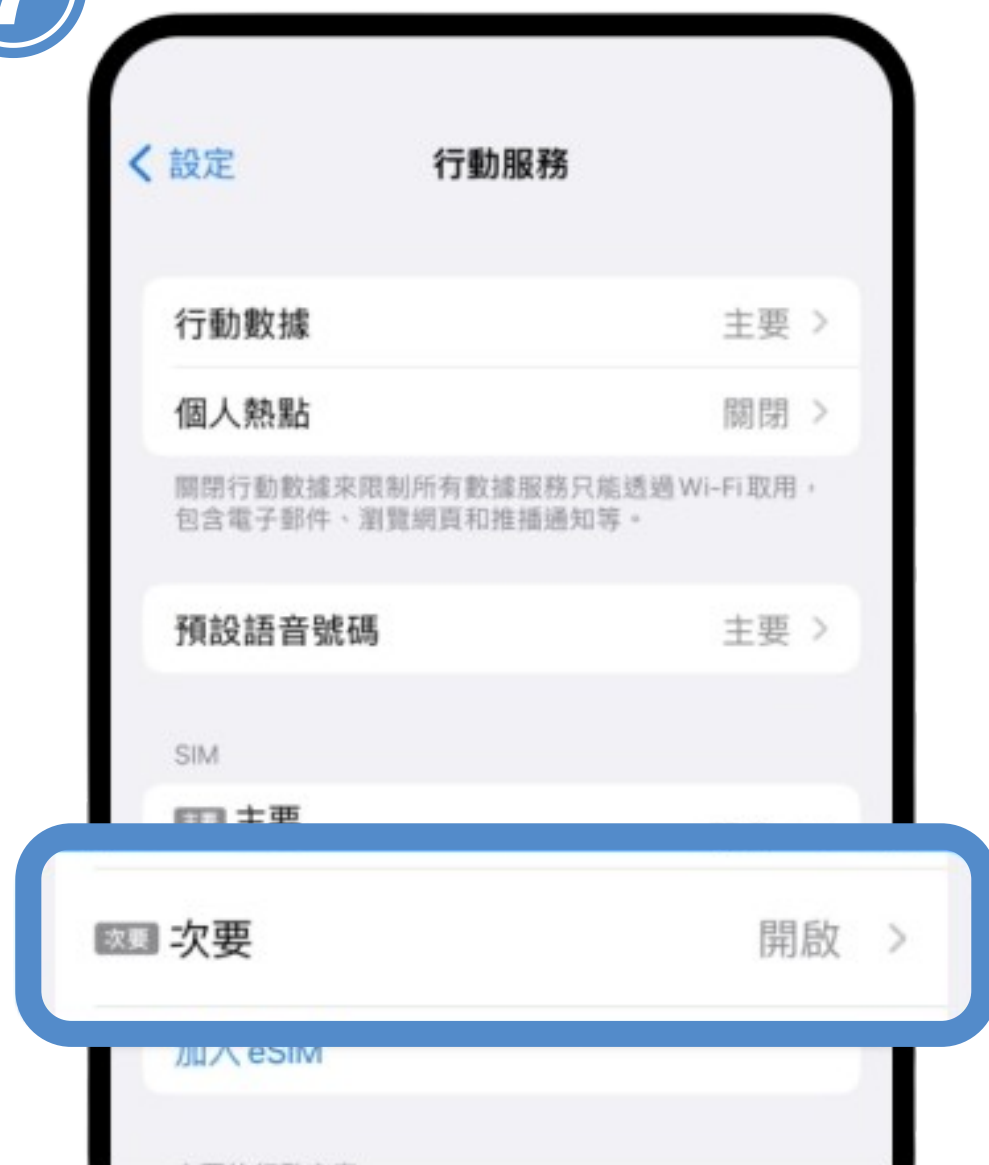 設定
行動服務
行動數據 主要
個人熱點 關閉
關閉行動數據來限制所有數據服務只能透過 Wi-Fi 取用，
包含電子郵件、瀏覽網頁和推播通知等。
預設語音號碼 主要
SIM
主要
次要 次要 開啟
加入 eSIM